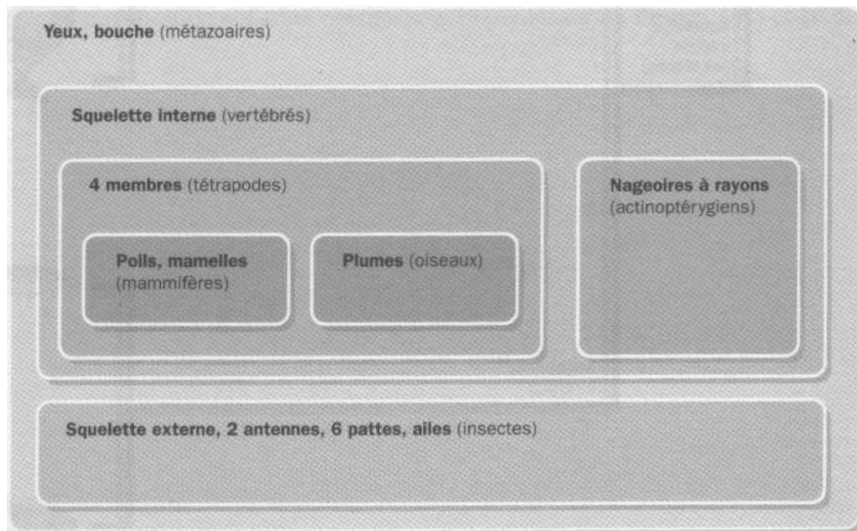 Yeux, bouche (métazoaires)
Squelette interne (vertébrés)
4 membres (tétrapodes)
Nageoires à rayons
(actinoptérygiens)
Poils, mamelles
(mammifères)
Plumes (oiseaux)
Squelette externe, 2 antennes, 6 pattes, ailes (insectes)